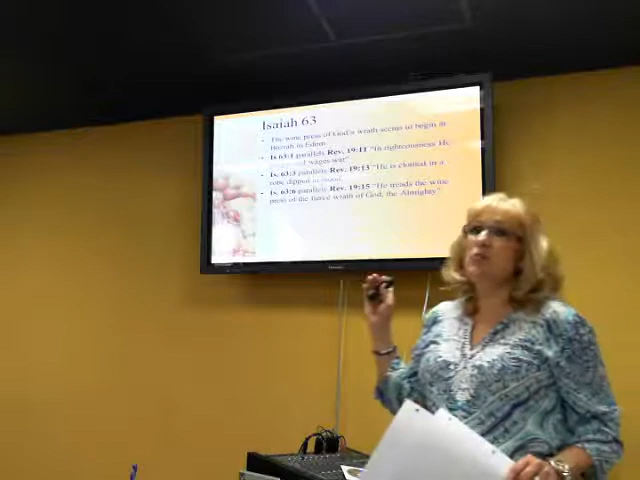 Isaiah 63
• The wine press of God's wrath seems to begin at
Bozrah in Edom
• Is 63:1 parallels Rev. 19:11 "In righteousness He
and wages war"
• Is. 63:3 parallels Rev. 19:13 "He is clothed in a
robe dipped in blood"
• Is. 63:6 parallels Rev. 19:15 "He treads the wine
press of the fierce wrath of God, the Almighty"